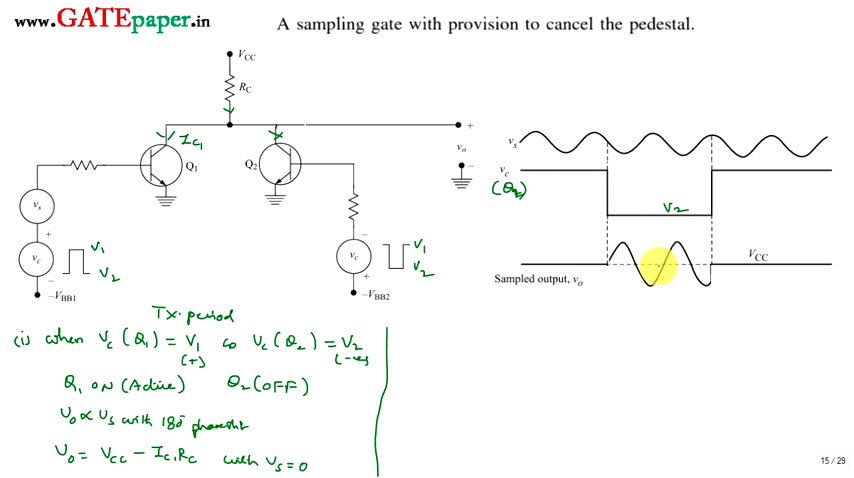 www.GATEpaper.in
A sampling gate with provision to cancel the pedestal.
VCC
RC
IC1
Q1
Q2
+
vo
−
vs
+
vc
−
V1
V2
−VBB1
−
vc
+
V1
V2
−VBB2
vs
vc
(Q2)
V2
VCC
Sampled output, vo
Tx. period
(i) when Vc (Q1) = V1 & Vc (Q2) = V2
(+) (-ve)
Q1 ON (Active) Q2 (OFF)
Vo ∝ Vs with 180
Vo = VCC − IC1 RC with Vs = 0
15 / 29